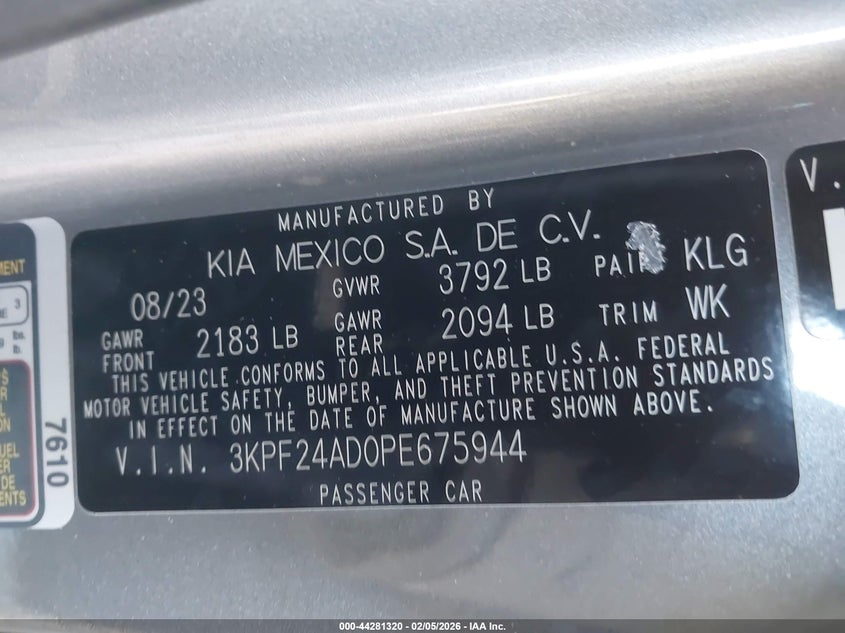 MANUFACTURED BY
KIA MEXICO S.A. DE C.V.
08/23 GVWR 3792 LB PAI KLG
GAWR FRONT 2183 LB GAWR REAR 2094 LB TRIM WK
THIS VEHICLE CONFORMS TO ALL APPLICABLE U.S.A. FEDERAL
MOTOR VEHICLE SAFETY, BUMPER, AND THEFT PREVENTION STANDARDS
IN EFFECT ON THE DATE OF MANUFACTURE SHOWN ABOVE.
V.I.N. 3KPF24AD0PE675944
PASSENGER CAR
7610
V.
000-44281320 — 02/05/2026 — IAA Inc.